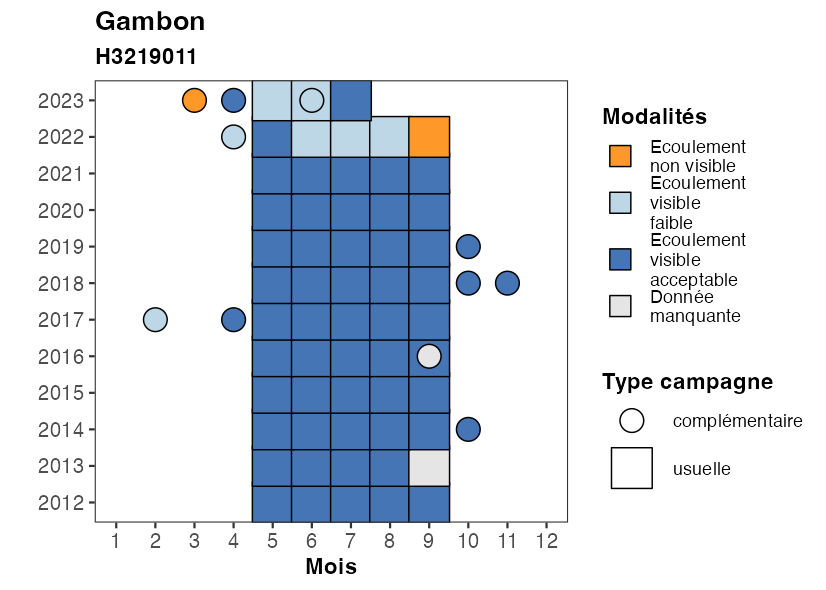 Gambon
H3219011
2023
2022
2021
2020
2019
2018
2017
2016
2015
2014
2013
2012
1 2 3 4 5 6 7 8 9 10 11 12
Mois
Modalités
Ecoulement
non visible
Ecoulement
visible
faible
Ecoulement
visible
acceptable
Donnée
manquante
Type campagne
complémentaire
usuelle